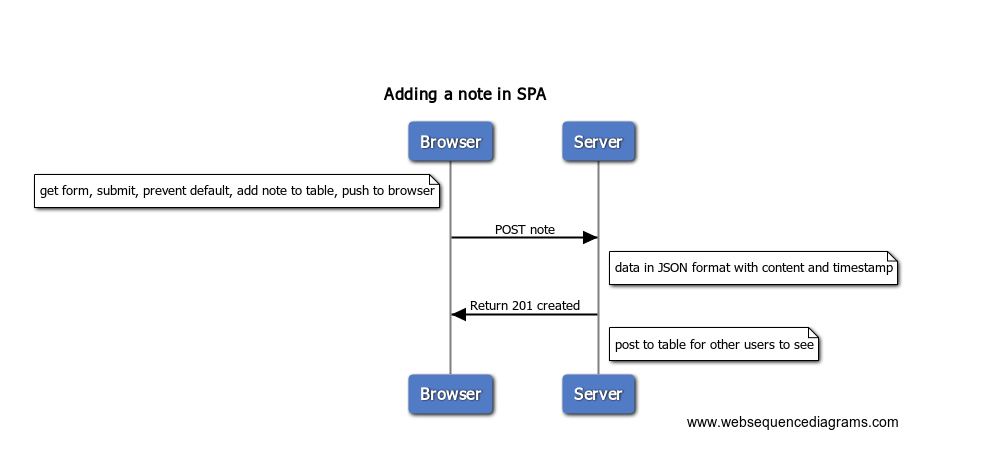 Adding a note in SPA
Browser
Server
get form, submit, prevent default, add note to table, push to browser
POST note
data in JSON format with content and timestamp
Return 201 created
post to table for other users to see
Browser
Server
www.websequencediagrams.com